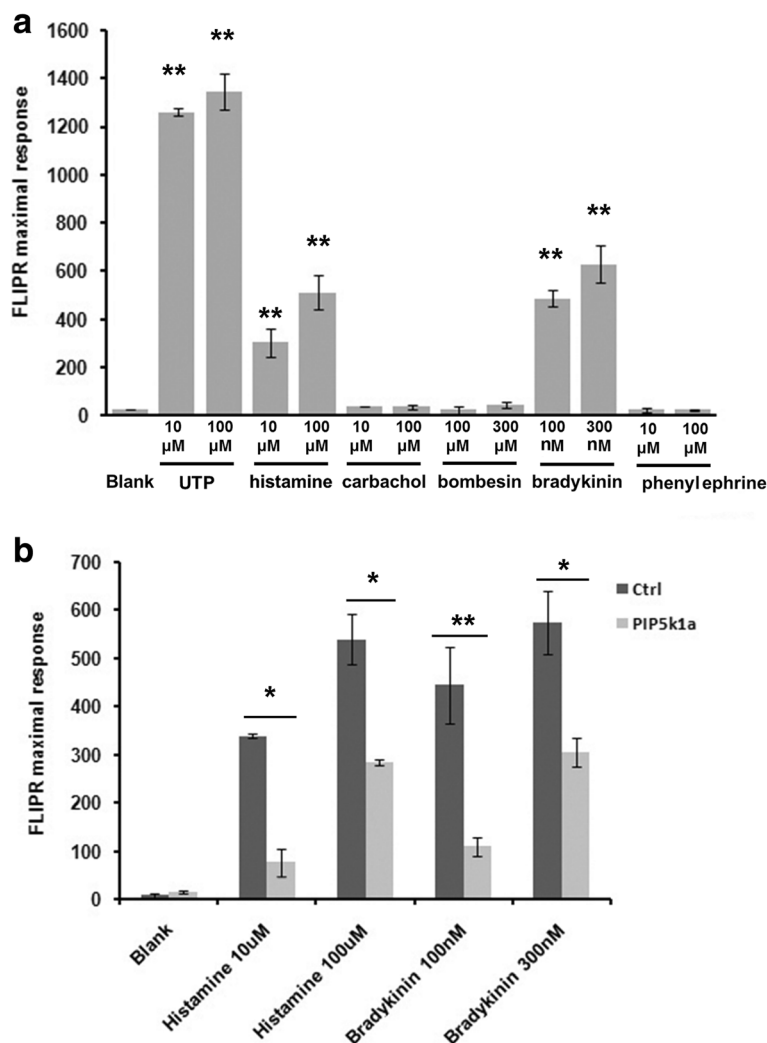 a
1600
1400
1200
1000
800
600
400
200
0
FLIPR maximal response
** ** ** ** ** **
10 100 10 100 10 100 100 300 100 300 10 100
µM µM µM µM µM µM µM µM nM nM µM µM
Blank UTP histamine carbachol bombesin bradykinin phenyl ephrine
b
700
600
500
400
300
200
100
0
FLIPR maximal response
* * ** *
Ctrl
PIP5k1a
Blank
Histamine 10uM
Histamine 100uM
Bradykinin 100nM
Bradykinin 300nM